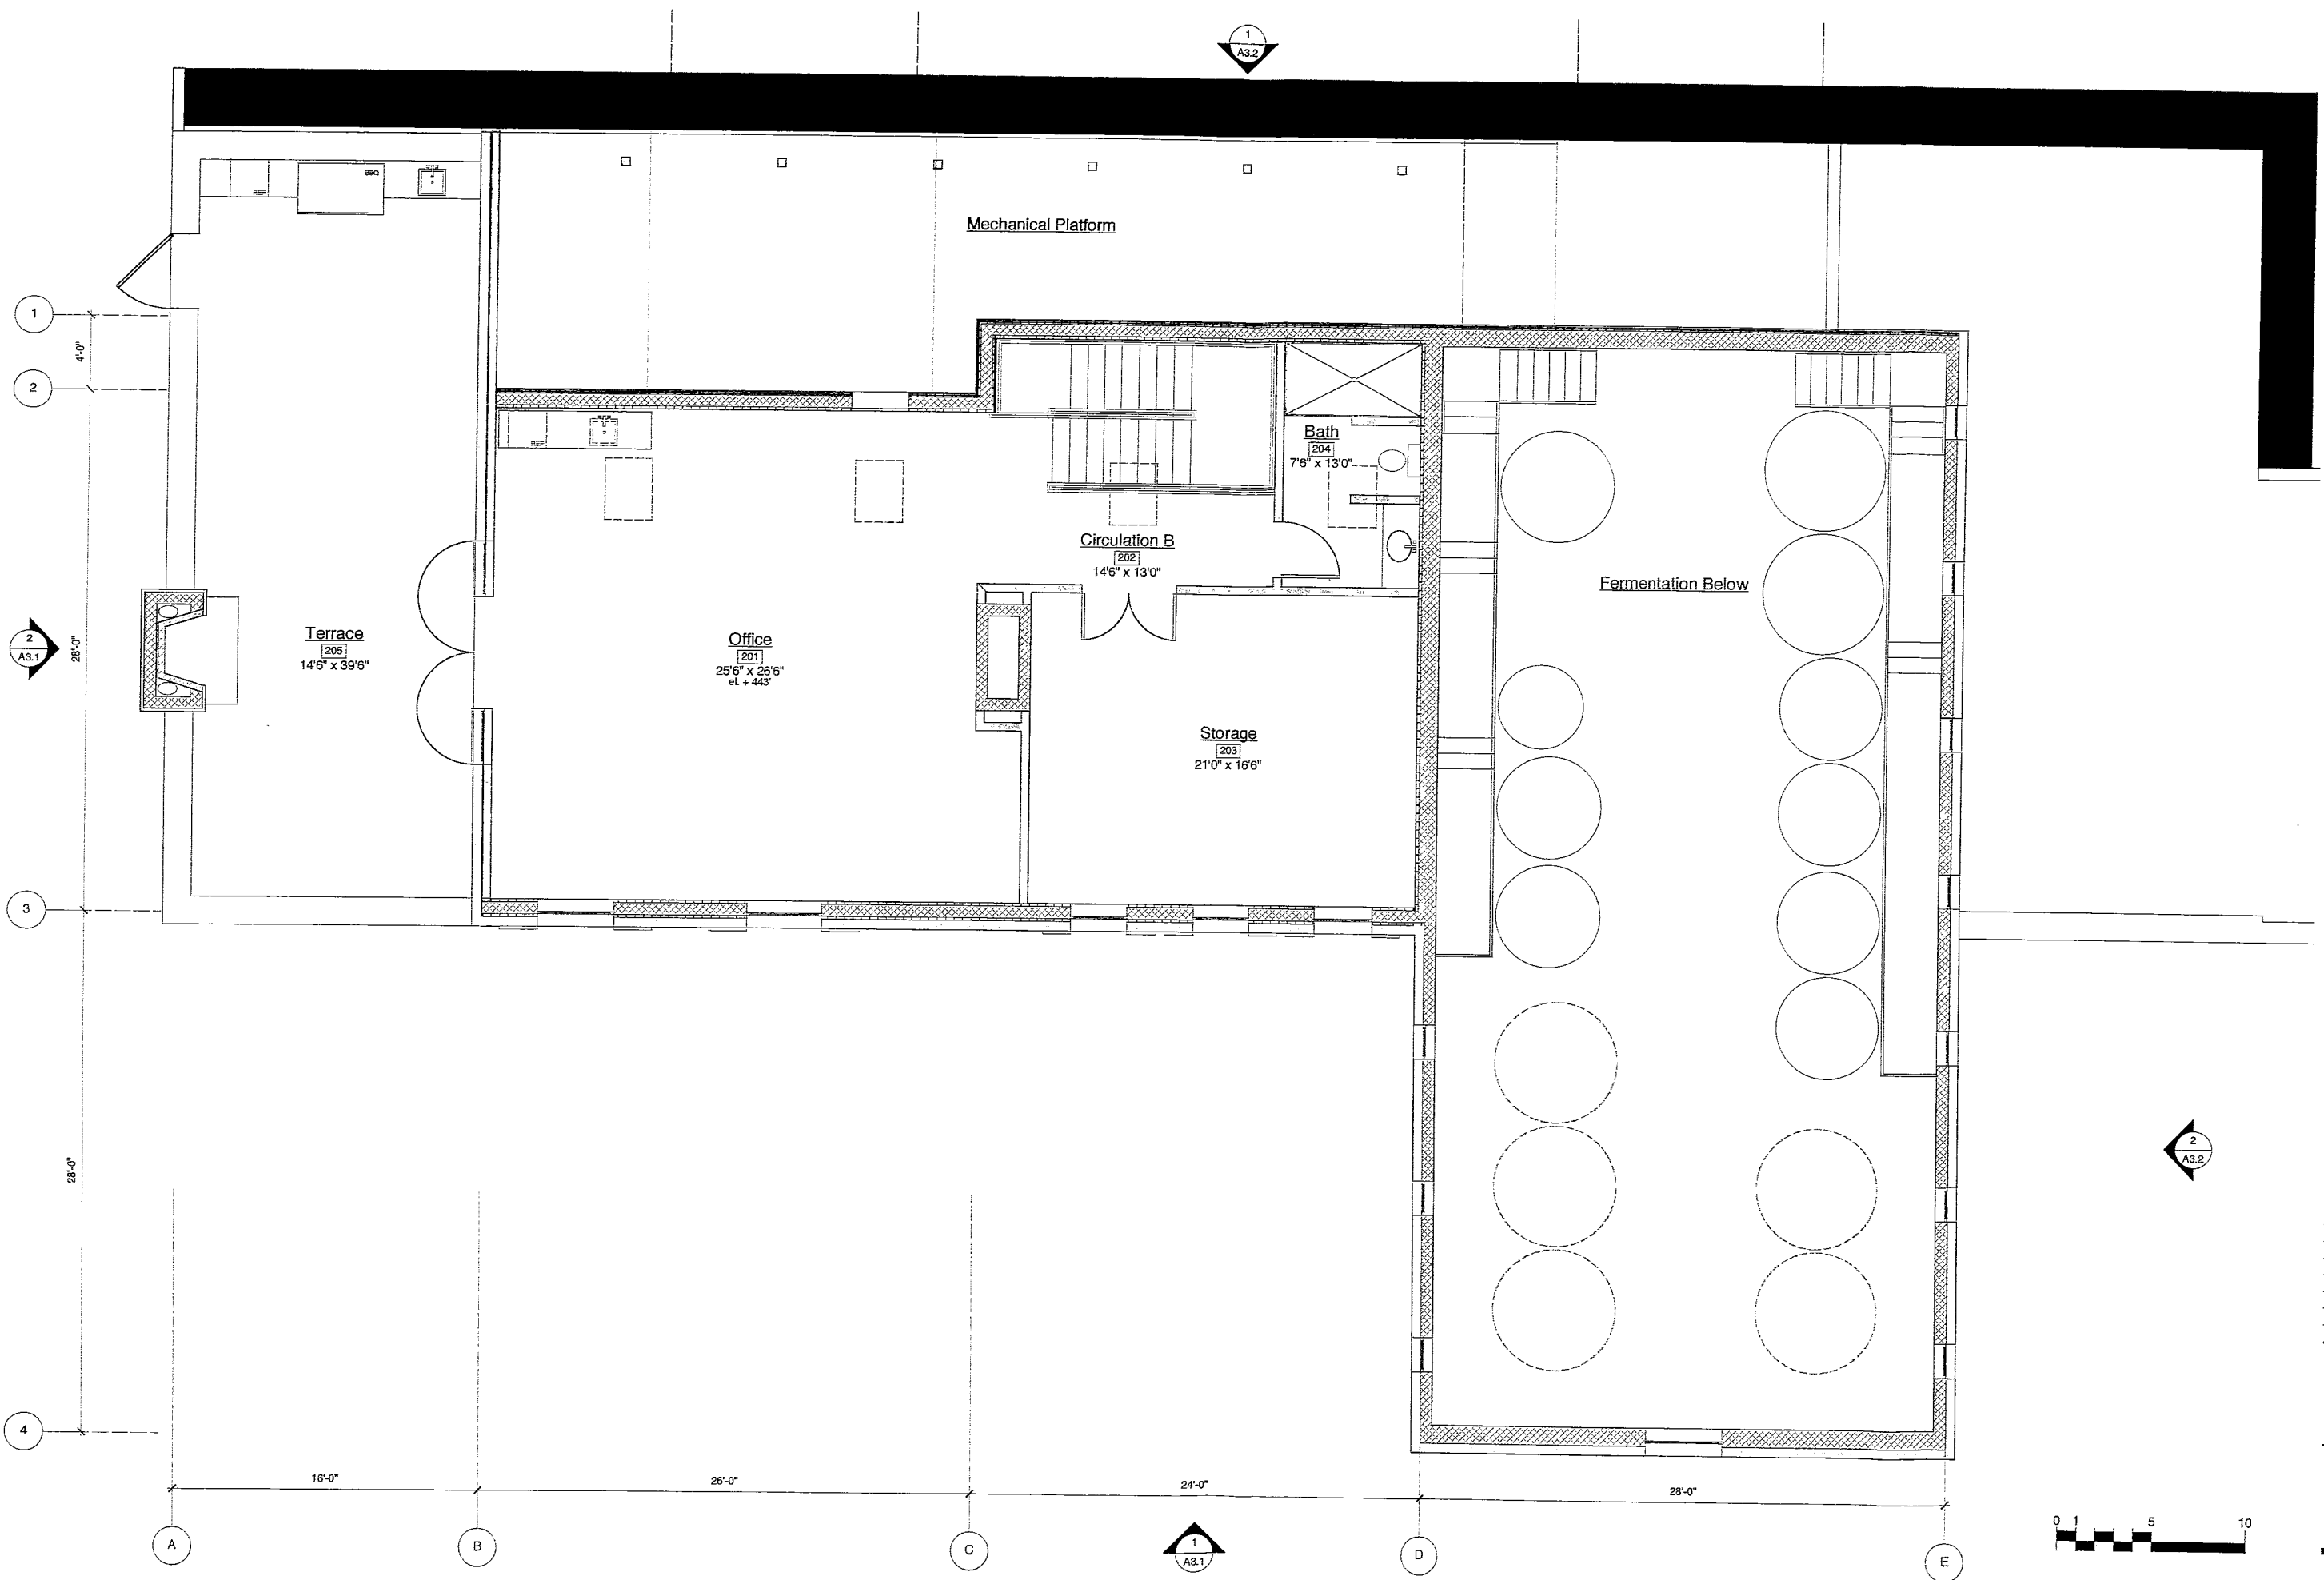 1
A3.2
REF
BBQ
Mechanical Platform
1
4'-0"
2
REF
Bath
204
7'6" x 13'0"
Circulation B
202
14'6" x 13'0"
Fermentation Below
2
A3.1
28'-0"
Terrace
205
14'6" x 39'6"
Office
201
25'6" x 26'6"
el. + 443'
Storage
203
21'0" x 16'6"
3
2
A3.2
28'-0"
4
16'-0"
26'-0"
24'-0"
28'-0"
0 1 5 10
A
B
C
1
A3.1
D
E